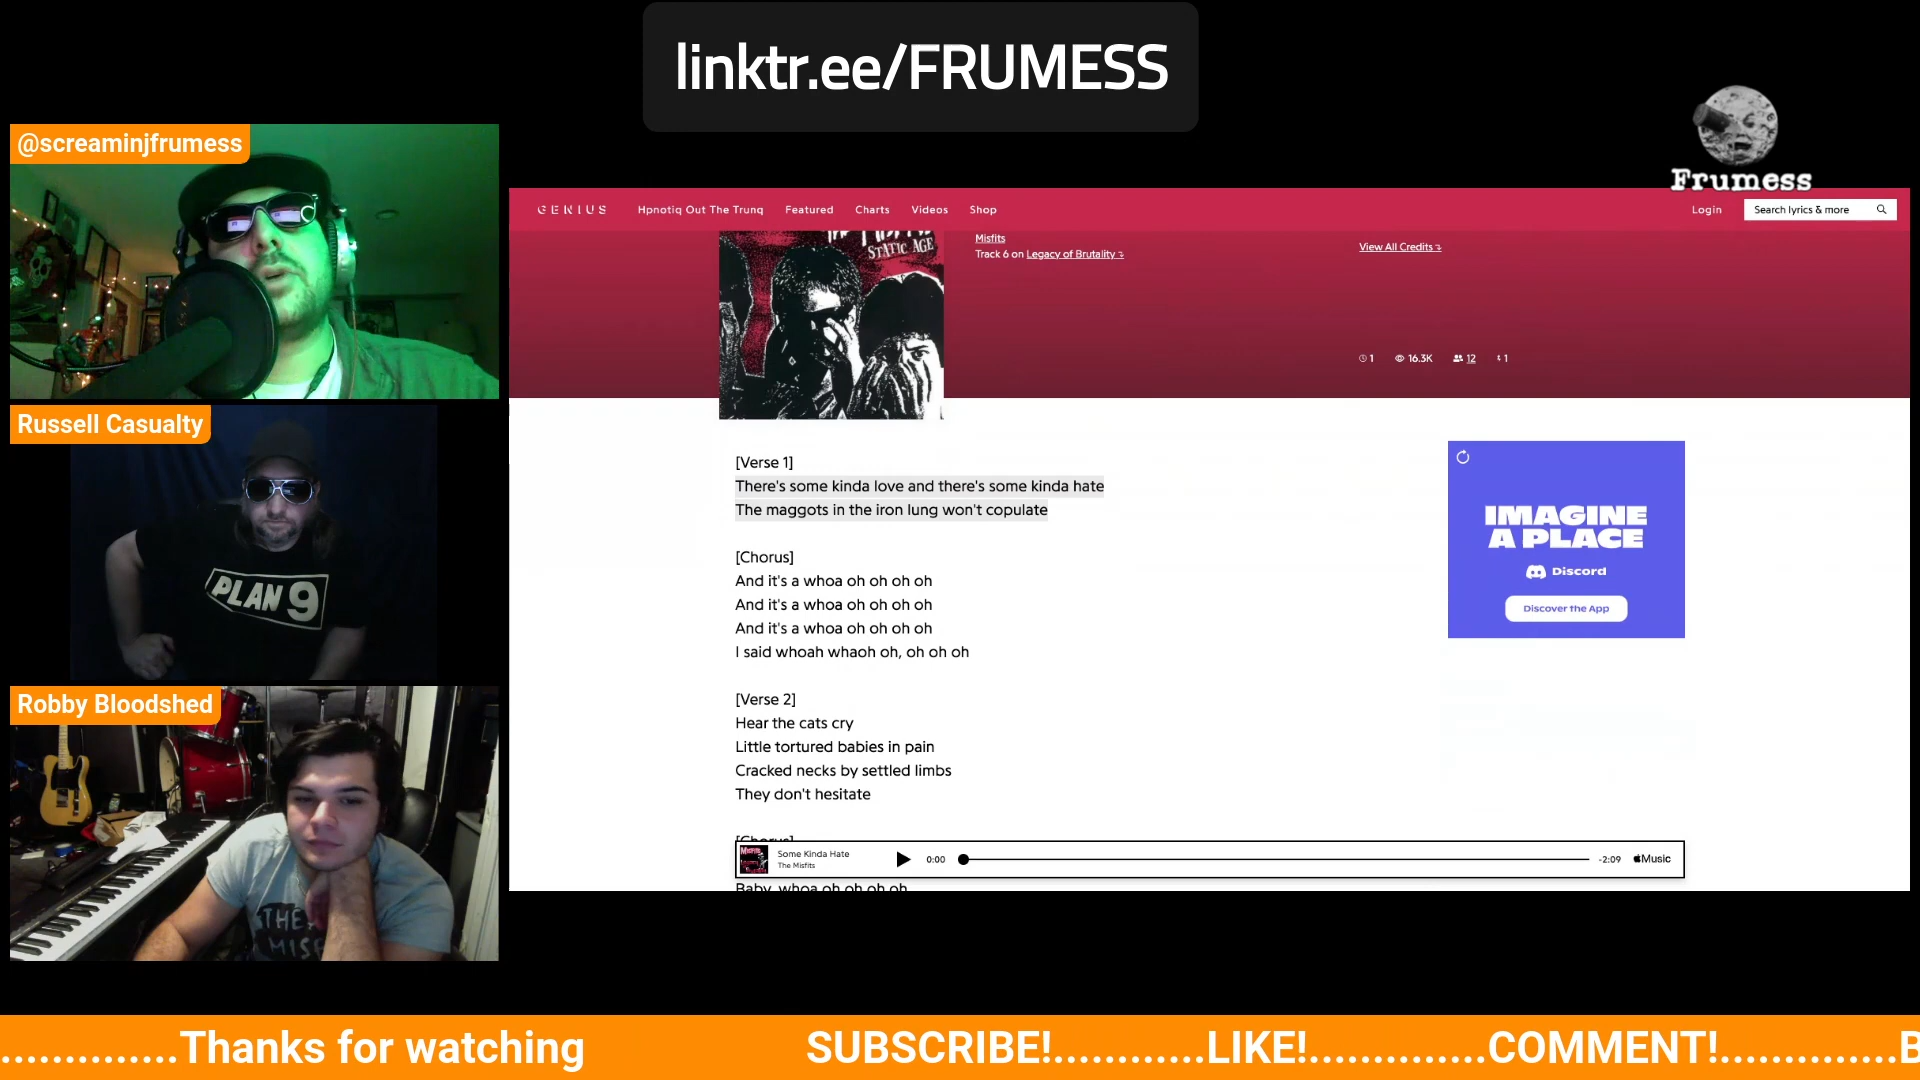 linktr.ee/FRUMESS
@screaminjfrumess
Frumess
GENIUS
Hpnotiq Out The Trunq
Featured
Charts
Videos
Shop
Login
Search lyrics & more
STATIC AGE
Misfits
Track 6 on Legacy of Brutality
View All Credits
1
16.3K
12
1
Russell Casualty
PLAN 9
[Verse 1]
There's some kinda love and there's some kinda hate
The maggots in the iron lung won't copulate
[Chorus]
And it's a whoa oh oh oh oh
And it's a whoa oh oh oh oh
And it's a whoa oh oh oh oh
I said whoah whaoh oh, oh oh oh
[Verse 2]
Hear the cats cry
Little tortured babies in pain
Cracked necks by settled limbs
They don't hesitate
[Chorus]
Baby, whoa oh oh oh oh
IMAGINE
A PLACE
Discord
Discover the App
Robby Bloodshed
THE
MISF
Some Kinda Hate
The Misfits
0:00
-2:09
Music
..............Thanks for watching
SUBSCRIBE!............LIKE!..............COMMENT!..............B